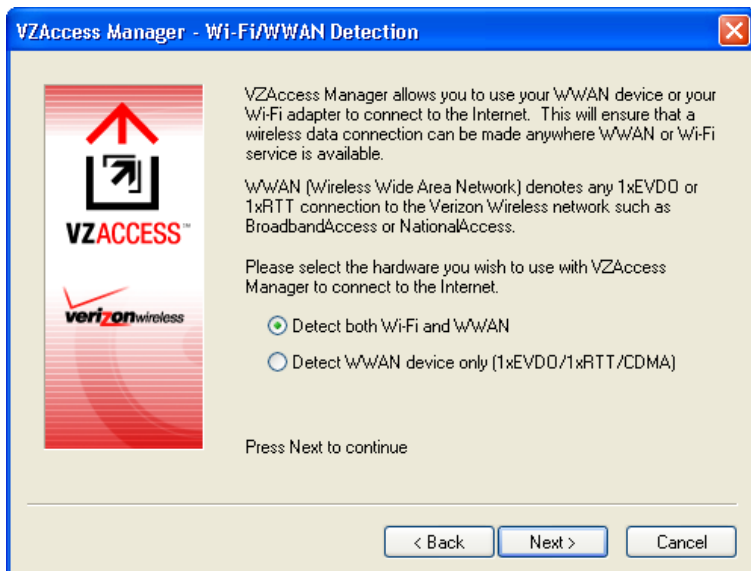 VZAccess Manager - Wi-Fi/WWAN Detection
VZAccess Manager allows you to use your WWAN device or your
Wi-Fi adapter to connect to the Internet.  This will ensure that a
wireless data connection can be made anywhere WWAN or Wi-Fi
service is available.
WWAN (Wireless Wide Area Network) denotes any 1xEVDO or
1xRTT connection to the Verizon Wireless network such as
BroadbandAccess or NationalAccess.
Please select the hardware you wish to use with VZAccess
Manager to connect to the Internet.
Detect both Wi-Fi and WWAN
Detect WWAN device only (1xEVDO/1xRTT/CDMA)
Press Next to continue
VZACCESS™
verizonwireless
< Back
Next >
Cancel